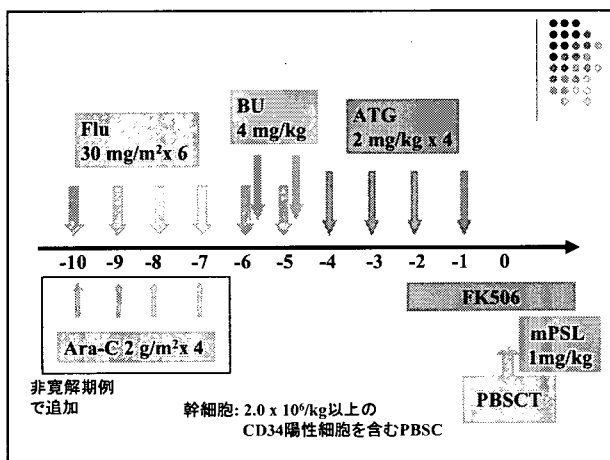 BU
4 mg/kg
ATG
2 mg/kg x 4
Flu
30 mg/m²x 6
-10 -9 -8 -7 -6 -5 -4 -3 -2 -1 0
FK506
mPSL
1mg/kg
Ara-C 2 g/m²x 4
PBSCT
非寛解期例
で追加
幹細胞: 2.0 x 10⁶/kg以上の
CD34陽性細胞を含むPBSC